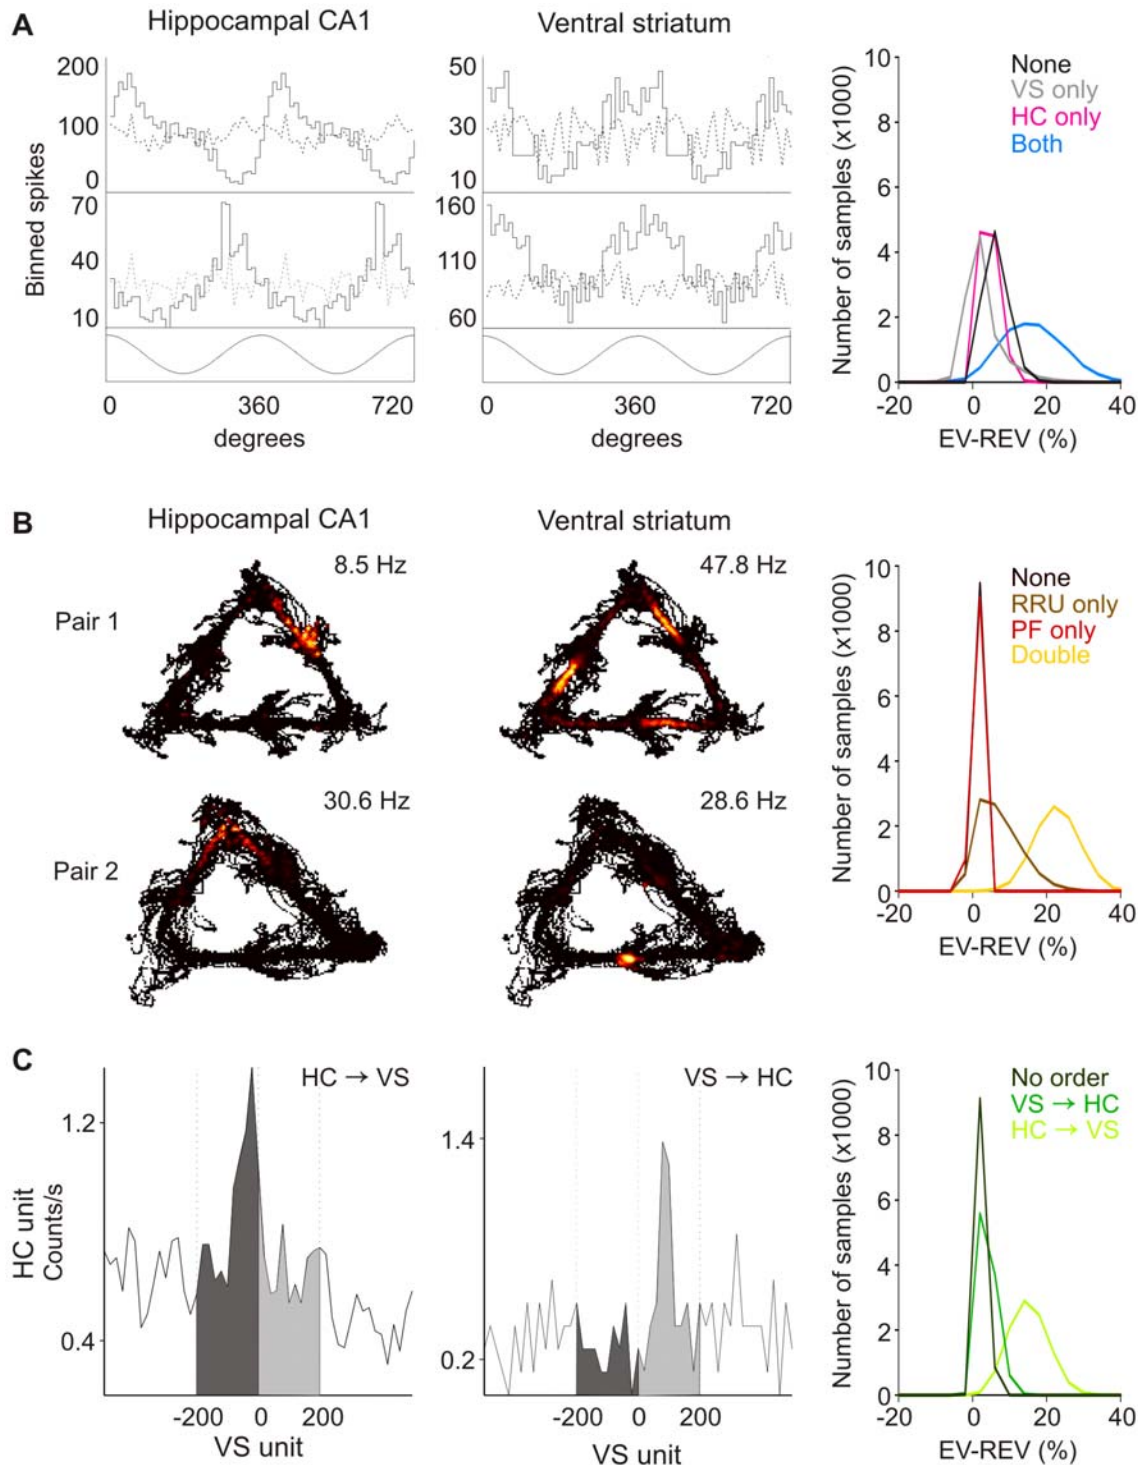 A
Hippocampal CA1
Ventral striatum
200
100
0
70
40
10
Binned spikes
0 360 720
degrees
50
30
10
160
110
60
0 360 720
degrees
None
VS only
HC only
Both
10
8
6
4
2
0
Number of samples (x1000)
-20 0 20 40
EV-REV (%)
B
Hippocampal CA1
Ventral striatum
Pair 1
8.5 Hz
47.8 Hz
Pair 2
30.6 Hz
28.6 Hz
None
RRU only
PF only
Double
10
8
6
4
2
0
Number of samples (x1000)
-20 0 20 40
EV-REV (%)
C
HC → VS
1.2
0.4
HC unit
Counts/s
-200 0 200
VS unit
VS → HC
1.4
0.2
-200 0 200
VS unit
No order
VS → HC
HC → VS
10
8
6
4
2
0
Number of samples (x1000)
-20 0 20 40
EV-REV (%)